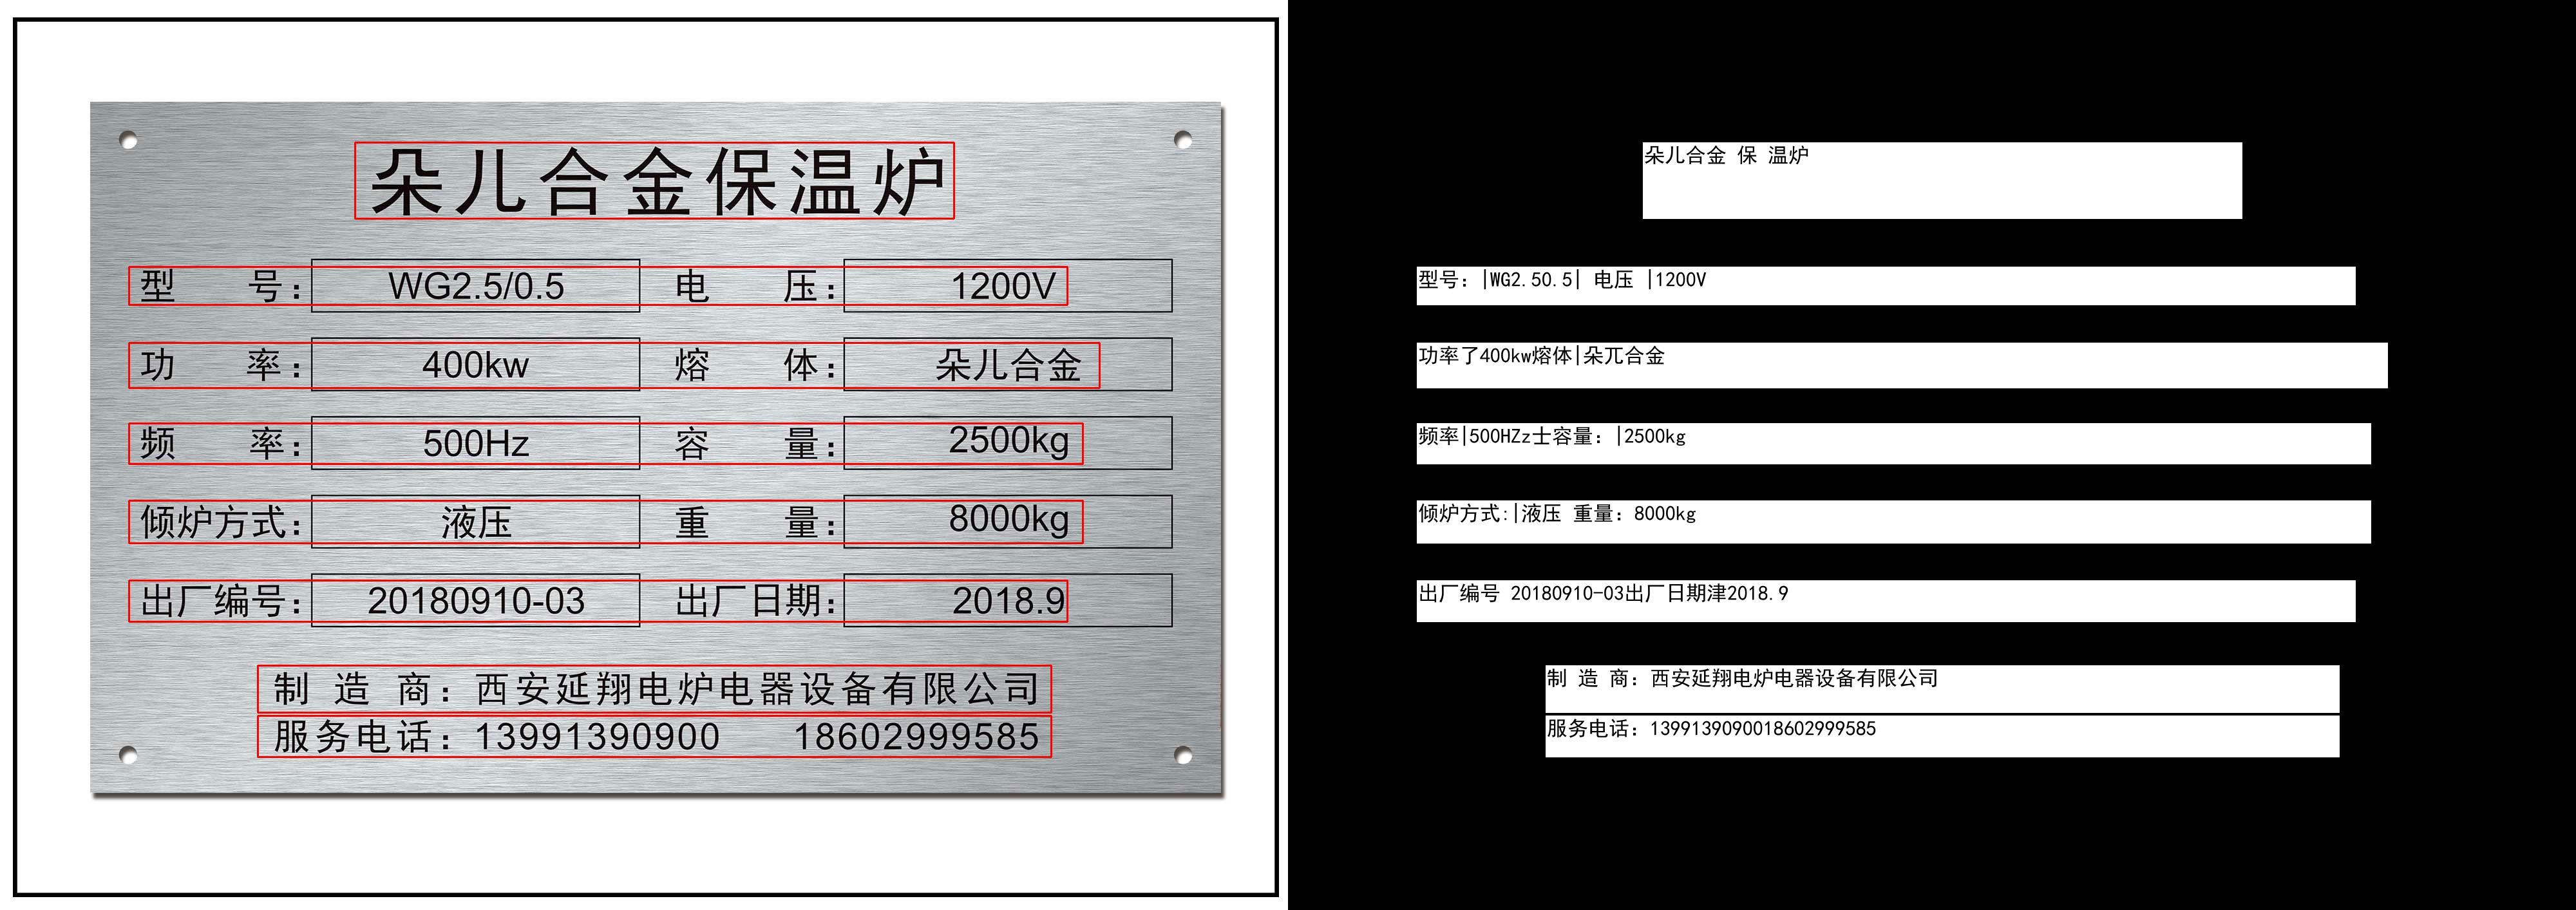 朵儿合金保温炉
型 号: WG2.5/0.5 电 压: 1200V
功 率: 400kw 熔 体: 朵儿合金
频 率: 500Hz 容 量: 2500kg
倾炉方式: 液压 重 量: 8000kg
出厂编号: 20180910-03 出厂日期: 2018.9
制 造 商: 西安延翔电炉电器设备有限公司
服务电话: 13991390900 18602999585
朵儿合金 保 温炉
型号: |WG2.50.5| 电压 |1200V
功率了400kw熔体|朵兀合金
频率|500HZz士容量: |2500kg
倾炉方式:|液压 重量: 8000kg
出厂编号 20180910-03出厂日期津2018.9
制 造 商: 西安延翔电炉电器设备有限公司
服务电话: 1399139090018602999585